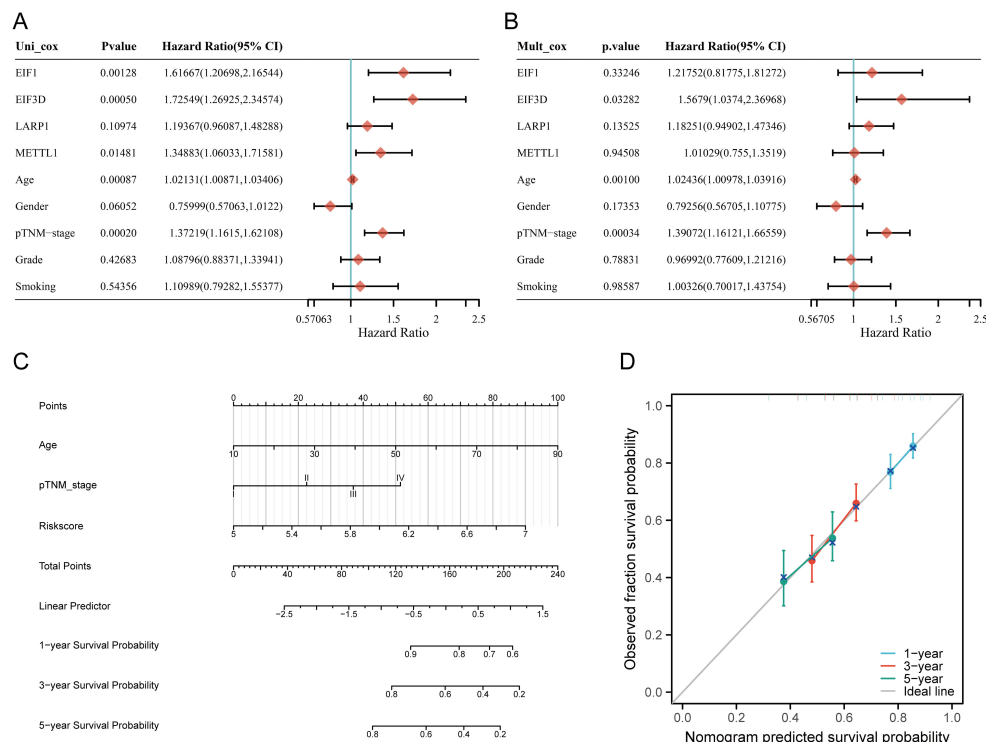 A
Uni_cox Pvalue Hazard Ratio(95% CI)
EIF1 0.00128 1.61667(1.20698,2.16544)
EIF3D 0.00050 1.72549(1.26925,2.34574)
LARP1 0.10974 1.19367(0.96087,1.48288)
METTL1 0.01481 1.34883(1.06033,1.71581)
Age 0.00087 1.02131(1.00871,1.03406)
Gender 0.06052 0.75999(0.57063,1.0122)
pTNM−stage 0.00020 1.37219(1.1615,1.62108)
Grade 0.42683 1.08796(0.88371,1.33941)
Smoking 0.54356 1.10989(0.79282,1.55377)
0.57063 1 1.5 2 2.5
Hazard Ratio
B
Mult_cox p.value Hazard Ratio(95% CI)
EIF1 0.33246 1.21752(0.81775,1.81272)
EIF3D 0.03282 1.5679(1.0374,2.36968)
LARP1 0.13525 1.18251(0.94902,1.47346)
METTL1 0.94508 1.01029(0.755,1.3519)
Age 0.00100 1.02436(1.00978,1.03916)
Gender 0.17353 0.79256(0.56705,1.10775)
pTNM−stage 0.00034 1.39072(1.16121,1.66559)
Grade 0.78831 0.96992(0.77609,1.21216)
Smoking 0.98587 1.00326(0.70017,1.43754)
0.56705 1 1.5 2 2.5
Hazard Ratio
C
Points 0 10 20 30 40 50 60 70 80 90 100
Age 10 30 40 50 60 70 80 90
pTNM_stage I II III IV
Riskscore 5 5.4 5.8 6.2 6.6 7
Total Points 0 40 80 120 160 200 240
Linear Predictor −2.5 −1.5 −0.5 0.5 1.5
1−year Survival Probability 0.9 0.8 0.7 0.6
3−year Survival Probability 0.8 0.6 0.4 0.2
5−year Survival Probability 0.8 0.6 0.4 0.2
D
Observed fraction survival probability
1.0
0.8
0.6
0.4
0.2
0.0
1−year
3−year
5−year
Ideal line
0.0 0.2 0.4 0.6 0.8 1.0
Nomogram predicted survival probability